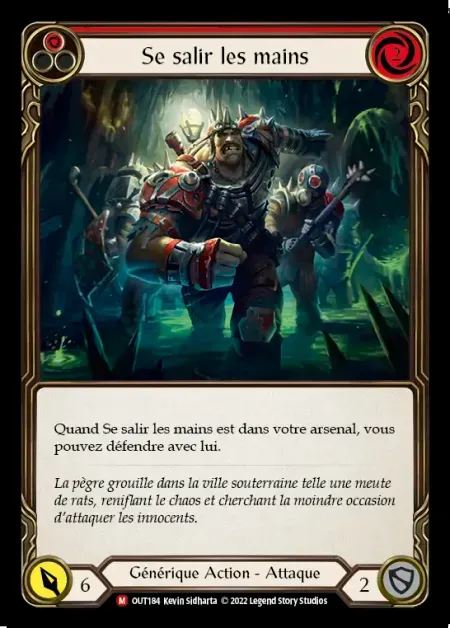 Se salir les mains
2
Quand Se salir les mains est dans votre arsenal, vous
pouvez défendre avec lui.
La pègre grouille dans la ville souterraine telle une meute
de rats, reniflant le chaos et cherchant la moindre occasion
d'attaquer les innocents.
6
Générique Action - Attaque
2
M OUT184 Kevin Sidharta © 2022 Legend Story Studios